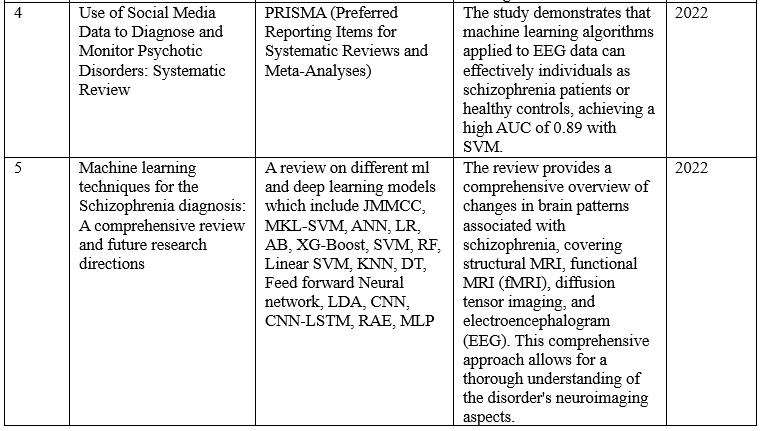 4
Use of Social Media
Data to Diagnose and
Monitor Psychotic
Disorders: Systematic
Review
PRISMA (Preferred
Reporting Items for
Systematic Reviews and
Meta-Analyses)
The study demonstrates that
machine learning algorithms
applied to EEG data can
effectively individuals as
schizophrenia patients or
healthy controls, achieving a
high AUC of 0.89 with
SVM.
2022
5
Machine learning
techniques for the
Schizophrenia diagnosis:
A comprehensive review
and future research
directions
A review on different ml
and deep learning models
which include JMMCC,
MKL-SVM, ANN, LR,
AB, XG-Boost, SVM, RF,
Linear SVM, KNN, DT,
Feed forward Neural
network, LDA, CNN,
CNN-LSTM, RAE, MLP
The review provides a
comprehensive overview of
changes in brain patterns
associated with
schizophrenia, covering
structural MRI, functional
MRI (fMRI), diffusion
tensor imaging, and
electroencephalogram
(EEG). This comprehensive
approach allows for a
thorough understanding of
the disorder's neuroimaging
aspects.
2022